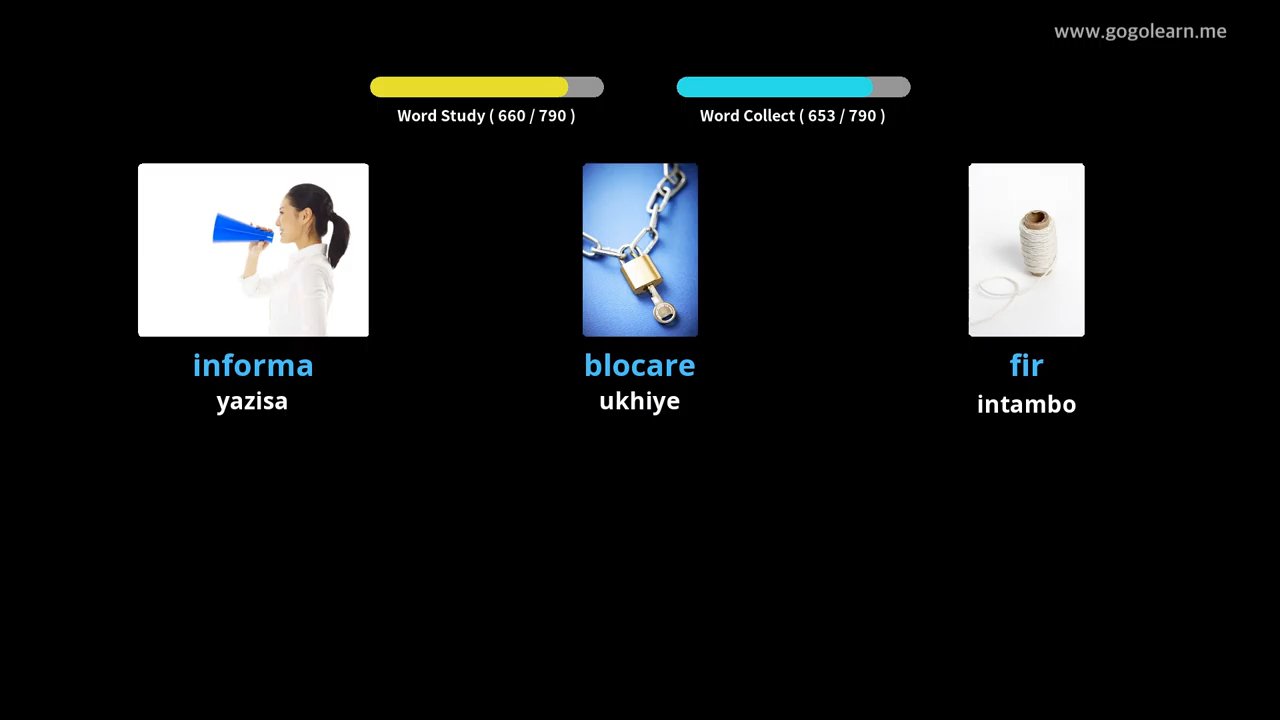 www.gogolearn.me
Word Study ( 660 / 790 )
Word Collect ( 653 / 790 )
informa
yazisa
blocare
ukhiye
fir
intambo